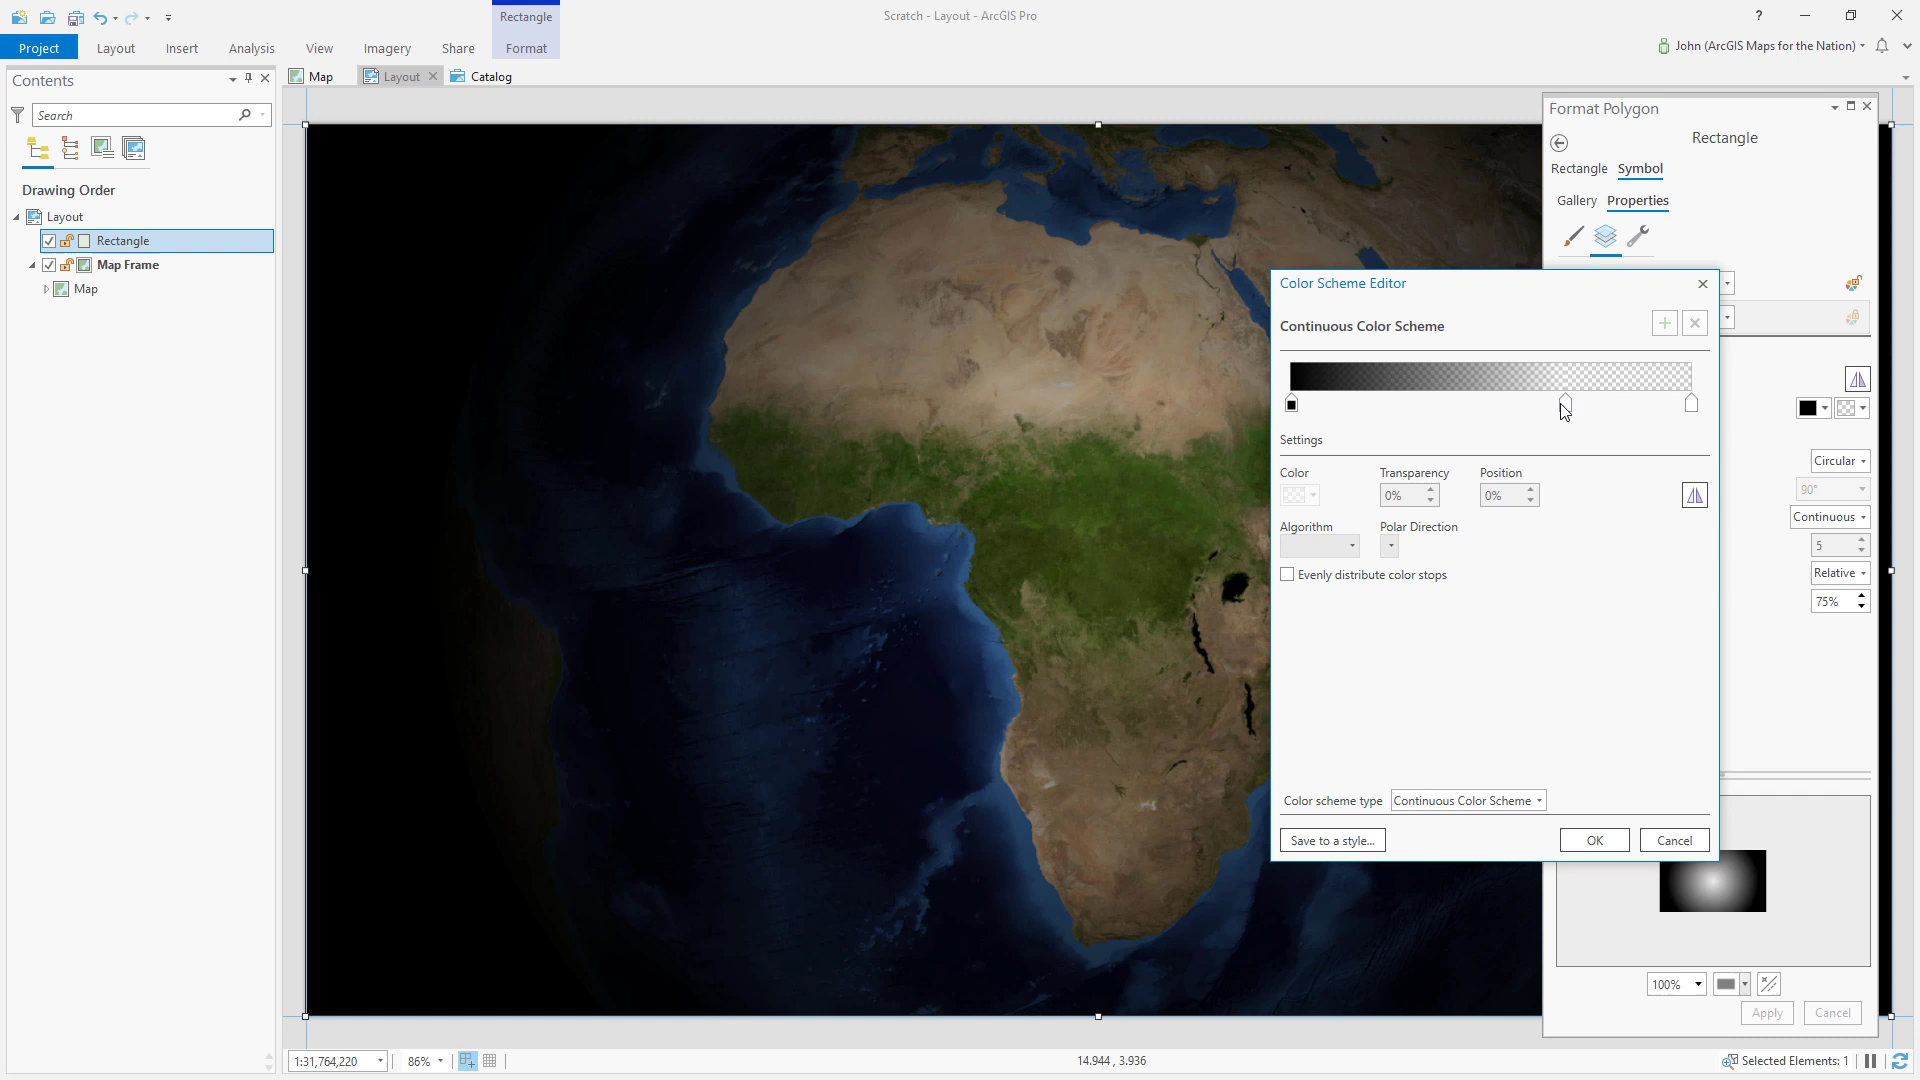 Rectangle
Scratch - Layout - ArcGIS Pro
?
Project
Layout
Insert
Analysis
View
Imagery
Share
Format
John (ArcGIS Maps for the Nation)
Contents
Map
Layout
Catalog
Search
Drawing Order
Layout
Rectangle
Map Frame
Map
Format Polygon
Rectangle
Rectangle Symbol
Gallery Properties
Color Scheme Editor
Continuous Color Scheme
Settings
Color
Transparency
Position
0%
0%
Algorithm
Polar Direction
Evenly distribute color stops
Color scheme type
Continuous Color Scheme
Save to a style...
OK
Cancel
Circular
90°
Continuous
5
Relative
75%
100%
Apply
Cancel
1:31,764,220
86%
14.944 , 3.936
Selected Elements: 1